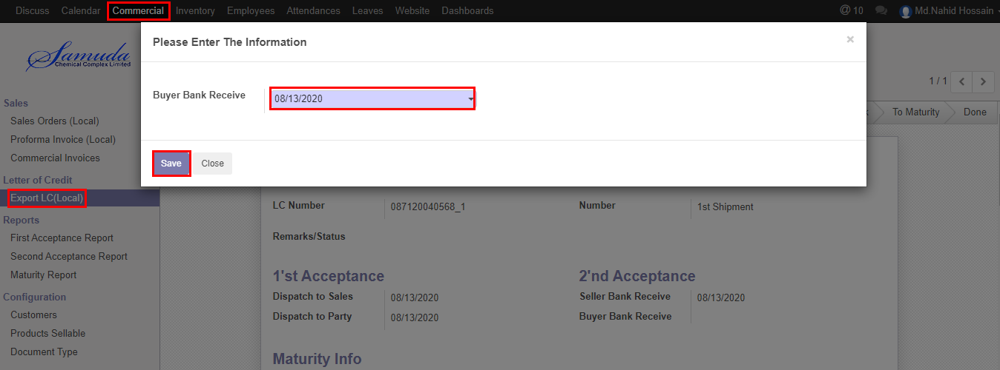 Discuss Calendar Commercial Inventory Employees Attendances Leaves Website Dashboards @ 10 Md.Nahid Hossain
Please Enter The Information ×
Samuda
Chemical Complex Limited
1 / 1
Buyer Bank Receive 08/13/2020
Sales
To Maturity Done
Sales Orders (Local)
Proforma Invoice (Local)
Commercial Invoices
Save Close
Letter of Credit
Export LC(Local)
LC Number 087120040568_1 Number 1st Shipment
Reports
First Acceptance Report
Remarks/Status
Second Acceptance Report
Maturity Report
1'st Acceptance 2'nd Acceptance
Configuration
Dispatch to Sales 08/13/2020 Seller Bank Receive 08/13/2020
Customers
Dispatch to Party 08/13/2020 Buyer Bank Receive
Products Sellable
Document Type
Maturity Info